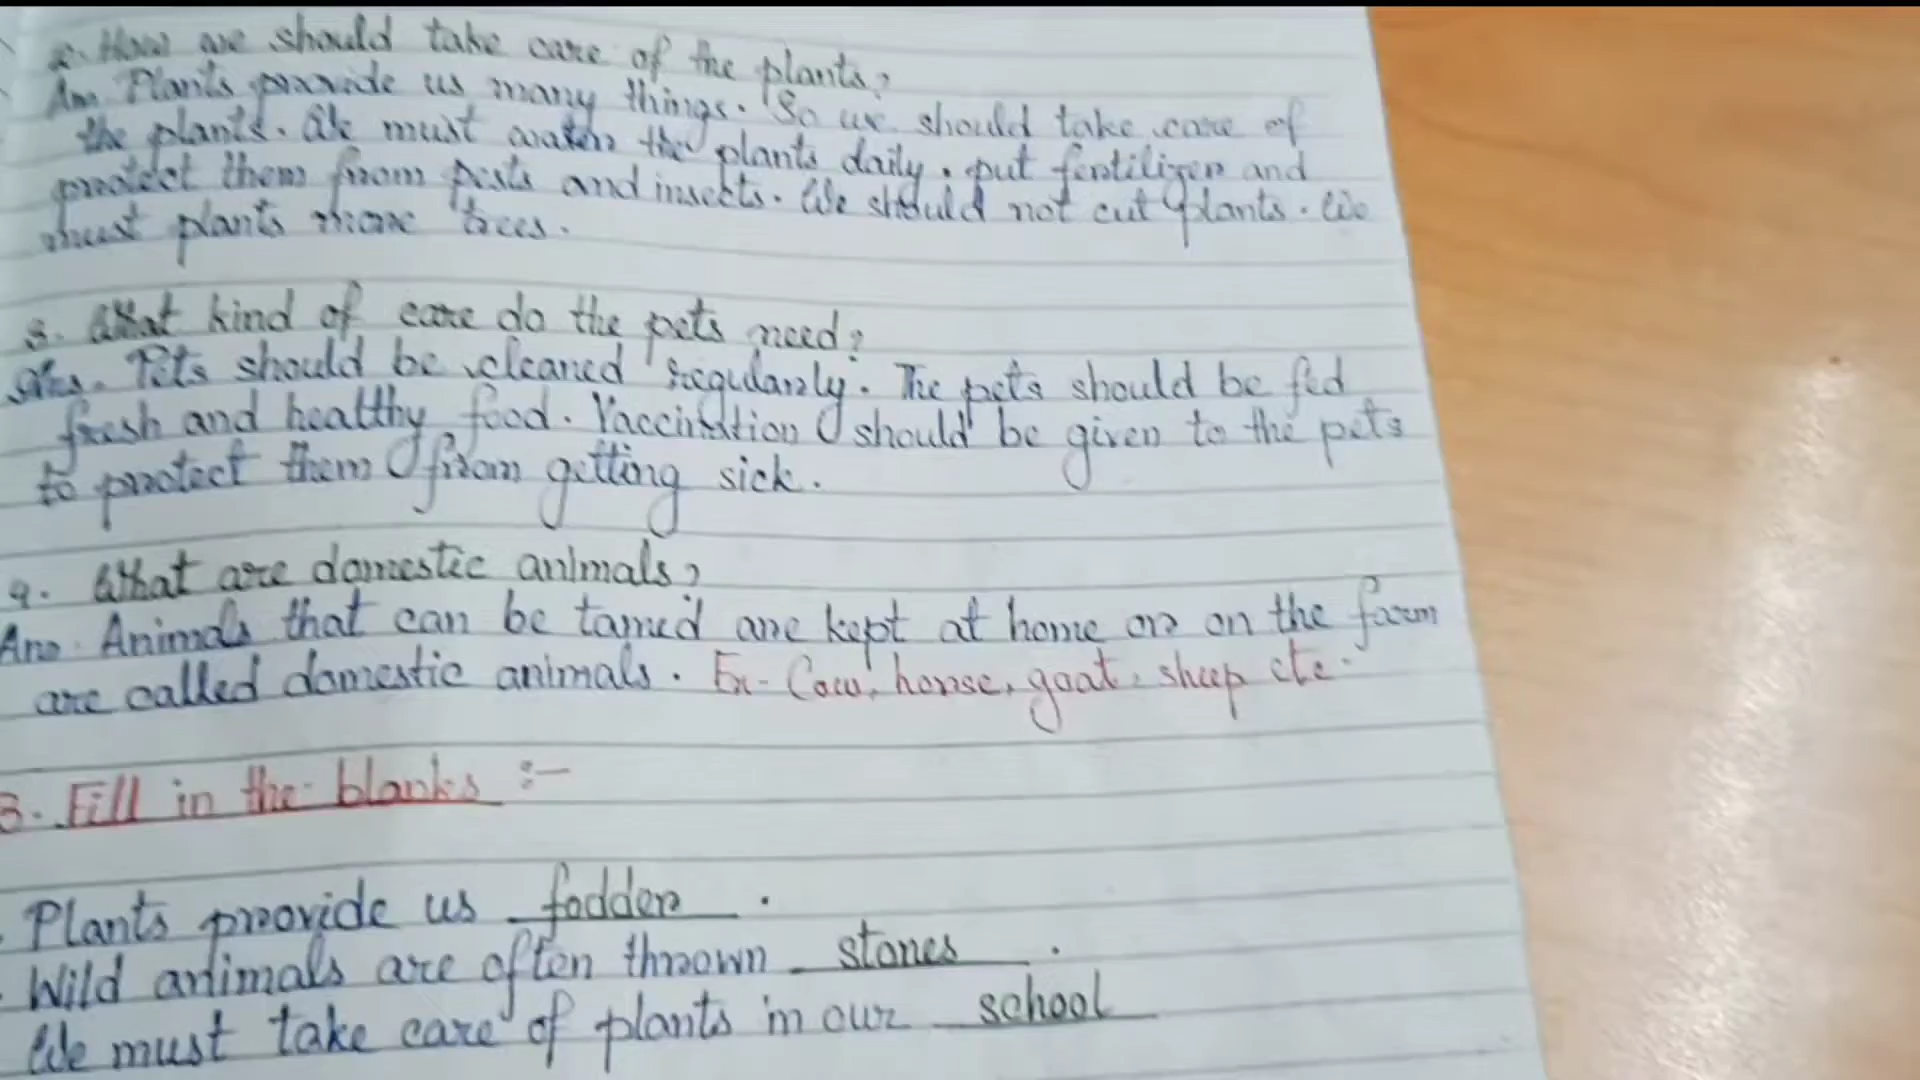 2. How we should take care of the plants?
Ans. Plants provide us many things. So we should take care of
the plants. We must water the plants daily, put fertilizer and
protect them from pests and insects. We should not cut plants. We
must plants more trees.
3. What kind of care do the pets need?
Ans. Pets should be cleaned regularly. The pets should be fed
fresh and healthy food. Vaccination should be given to the pets
to protect them from getting sick.
4. What are domestic animals?
Ans. Animals that can be tamed are kept at home or on the farm
are called domestic animals. Ex- Cow, horse, goat, sheep etc.
B. Fill in the blanks :-
Plants provide us fodder.
Wild animals are often thrown stones.
We must take care of plants in our school